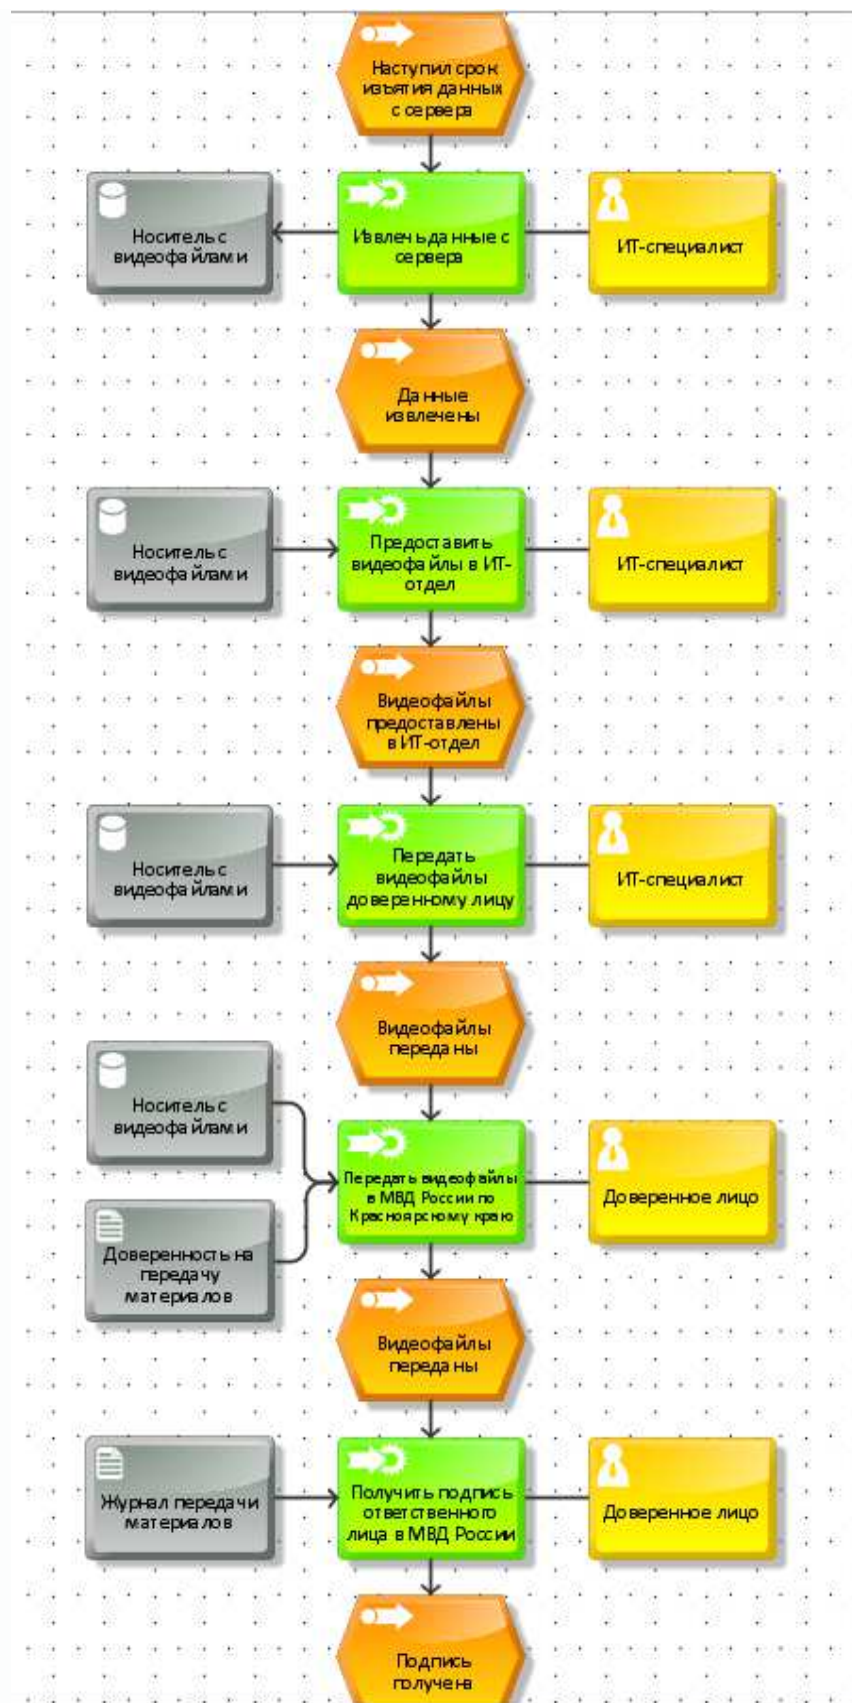 Наступил срок
изъятия данных
с сервера
Носитель с
видеофайлами
Извлечь данные с
сервера
ИТ-специалист
Данные
извлечены
Носитель с
видеофайлами
Предоставить
видеофайлы в ИТ-
отдел
ИТ-специалист
Видеофайлы
предоставлены
в ИТ-отдел
Носитель с
видеофайлами
Передать
видеофайлы
доверенному лицу
ИТ-специалист
Видеофайлы
переданы
Носитель с
видеофайлами
Доверенность на
передачу
материалов
Передать видеофайлы
в МВД России по
Красноярскому краю
Доверенное лицо
Видеофайлы
переданы
Журнал передачи
материалов
Получить подпись
ответственного
лица в МВД России
Доверенное лицо
Подпись
получена